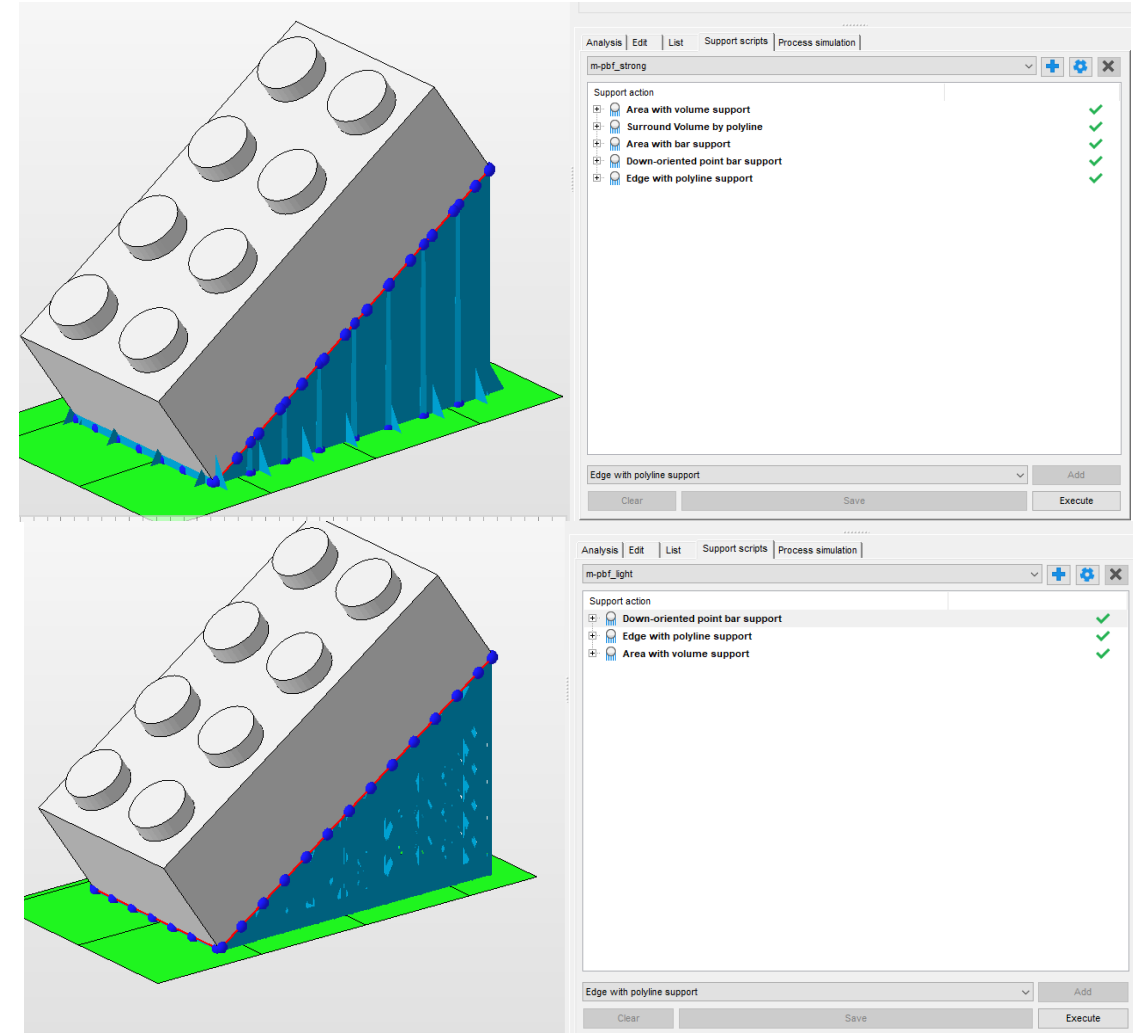 Analysis Edit List Support scripts Process simulation
m-pbf_strong
Support action
Area with volume support
Surround Volume by polyline
Area with bar support
Down-oriented point bar support
Edge with polyline support
Edge with polyline support Add
Clear Save Execute
Analysis Edit List Support scripts Process simulation
m-pbf_light
Support action
Down-oriented point bar support
Edge with polyline support
Area with volume support
Edge with polyline support Add
Clear Save Execute